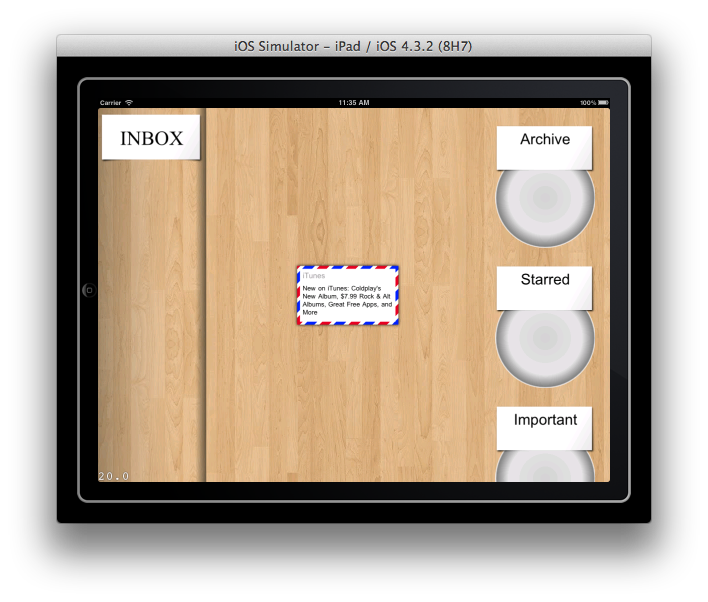 iOS Simulator – iPad / iOS 4.3.2 (8H7)
Carrier 11:35 AM 100%
INBOX
Archive
iTunes
New on iTunes: Coldplay's
New Album, $7.99 Rock & Alt
Albums, Great Free Apps, and
More
Starred
Important
20.0